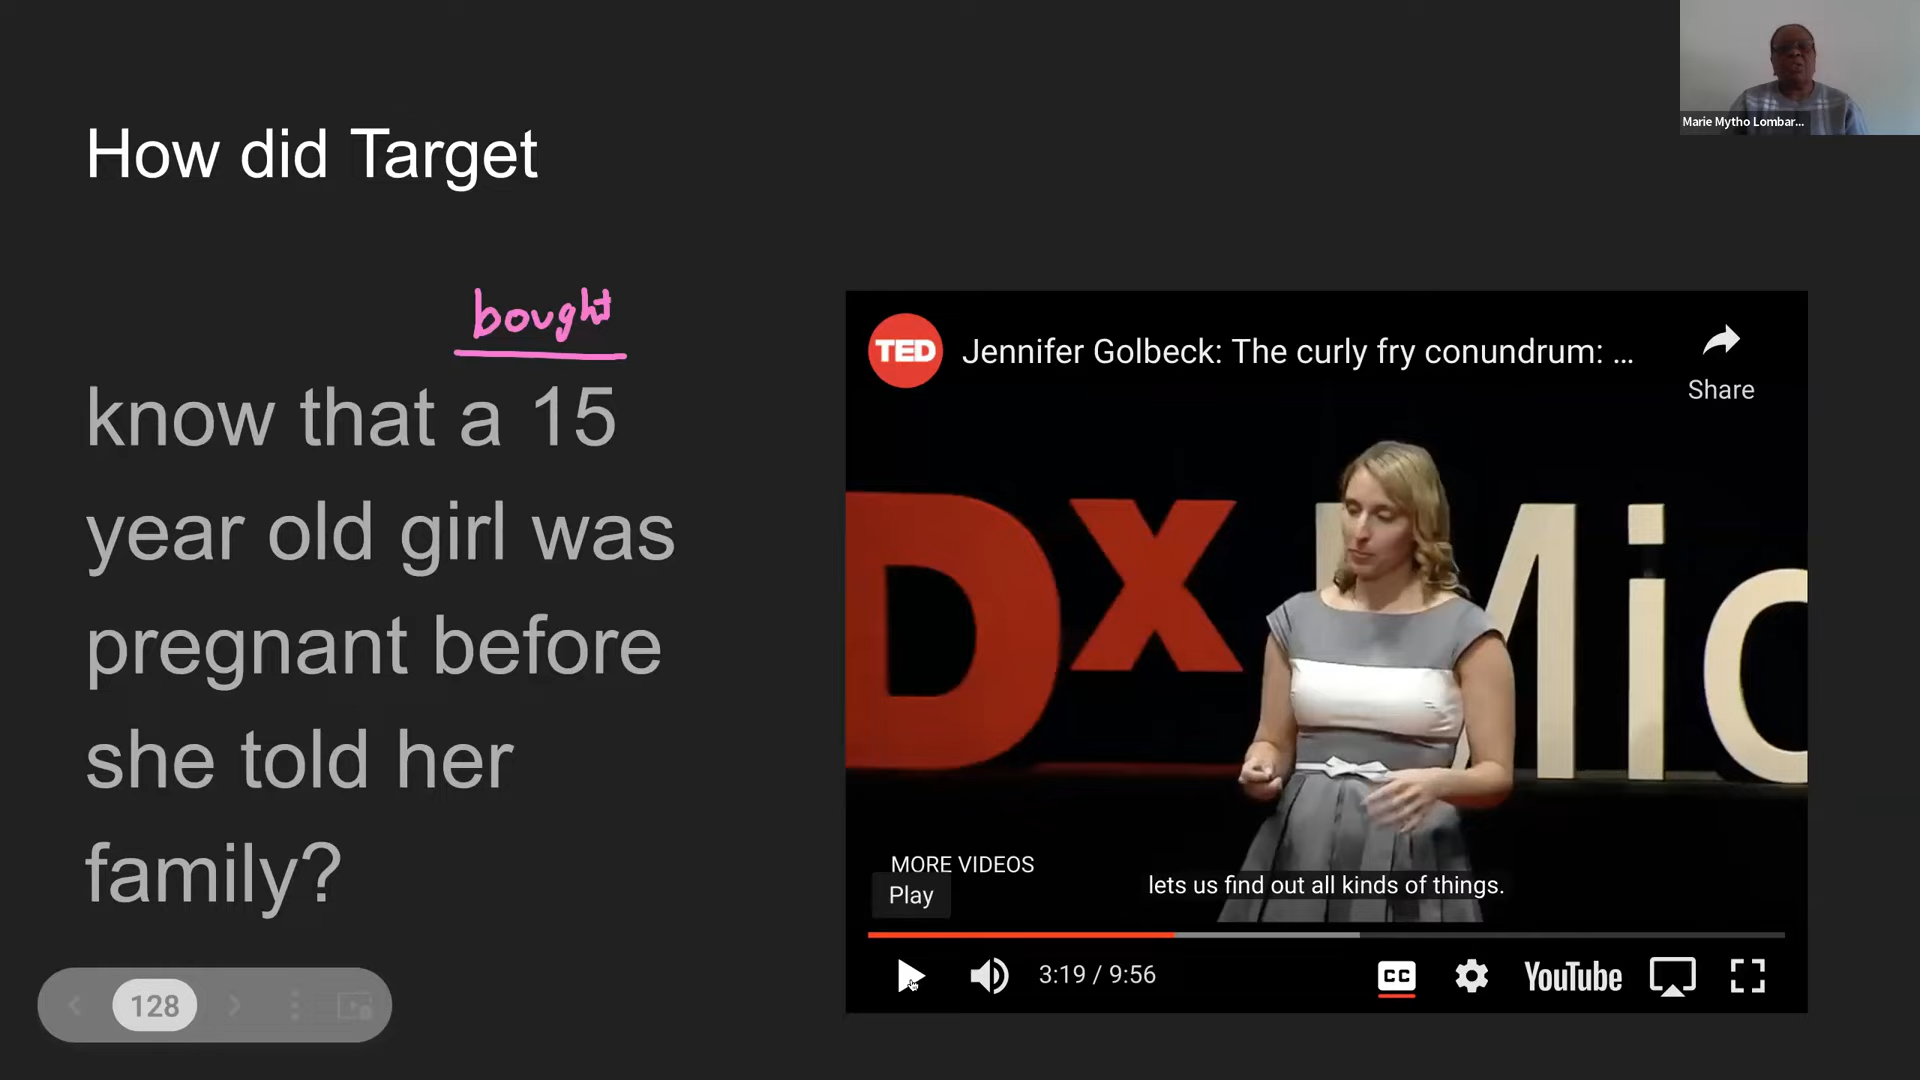 Marie Mytho Lombar...
How did Target
bought
know that a 15
year old girl was
pregnant before
she told her
family?
128
TED
Jennifer Golbeck: The curly fry conundrum: ...
Share
Dx Mic
MORE VIDEOS
Play
lets us find out all kinds of things.
3:19 / 9:56
CC
YouTube